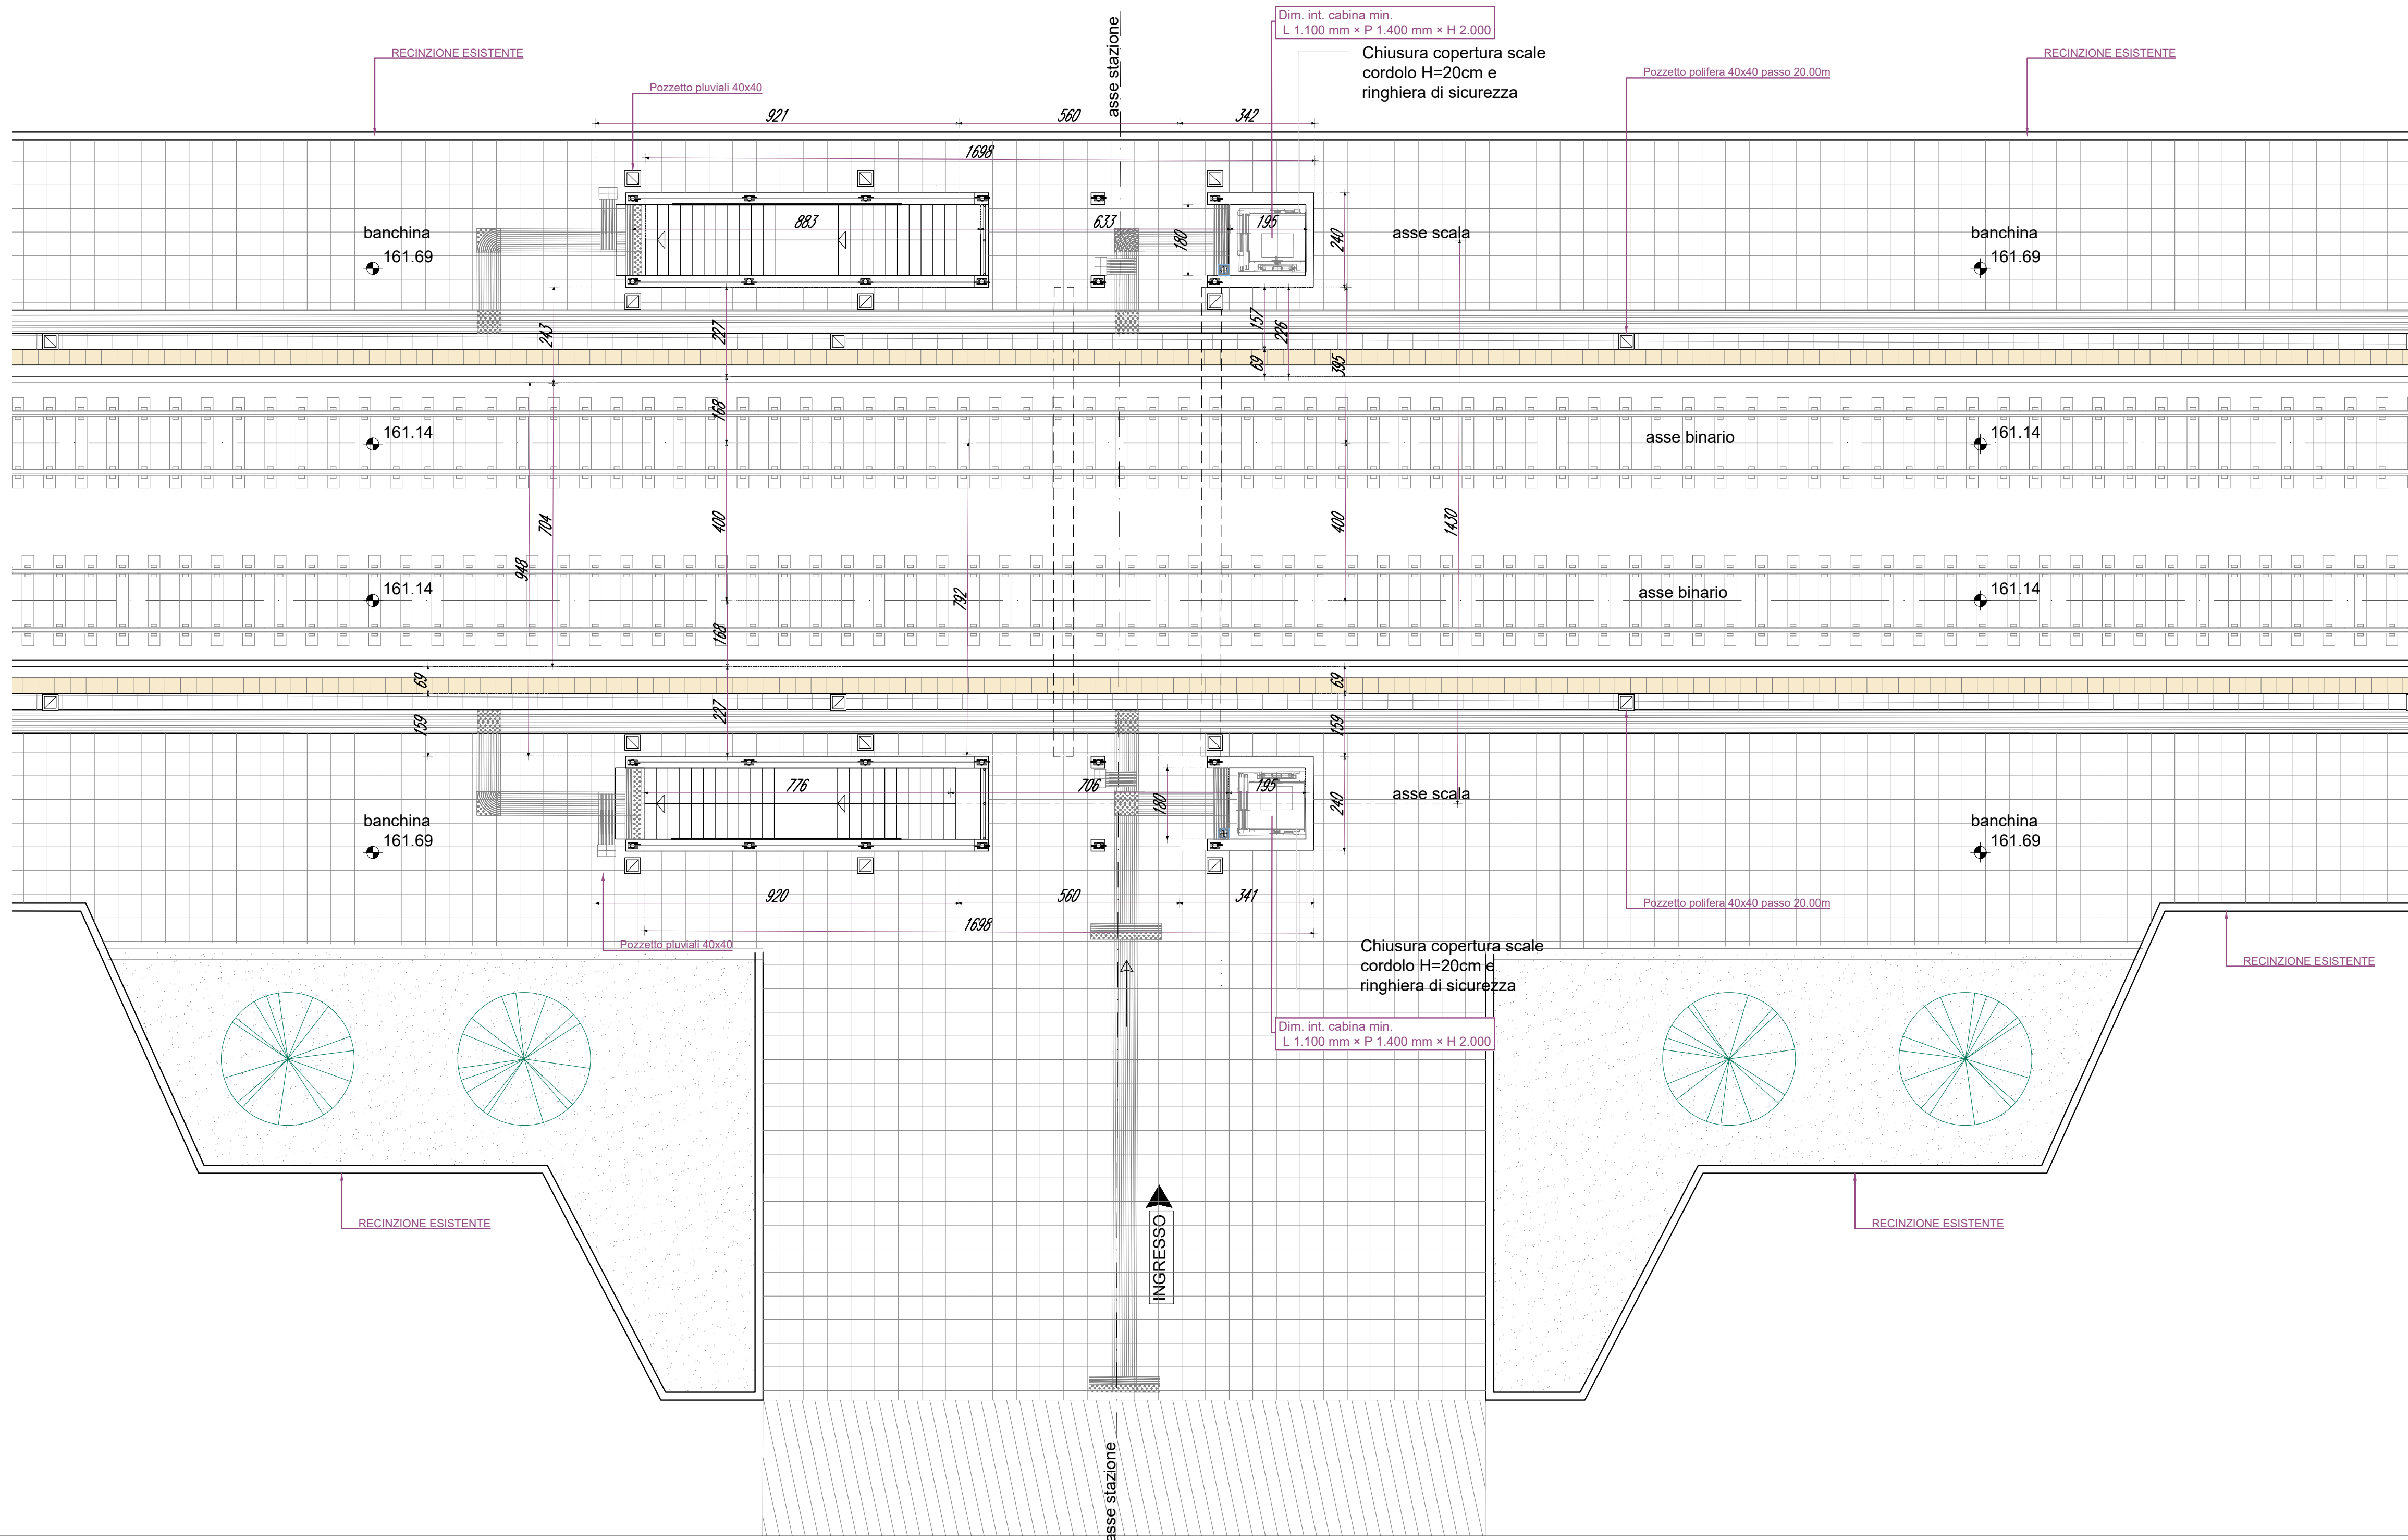 Dim. int. cabina min.
L 1.100 mm × P 1.400 mm × H 2.000
asse stazione
RECINZIONE ESISTENTE
Chiusura copertura scale
cordolo H=20cm e
ringhiera di sicurezza
RECINZIONE ESISTENTE
Pozzetto polifera 40x40 passo 20.00m
Pozzetto pluviali 40x40
921
560
342
1698
883
633
195
180
240
banchina
161.69
asse scala
banchina
161.69
243
227
157
226
69
395
168
161.14
asse binario
161.14
704
400
400
1430
948
792
161.14
asse binario
161.14
168
69
69
159
227
159
776
706
195
180
240
asse scala
banchina
161.69
banchina
161.69
920
560
341
1698
Pozzetto polifera 40x40 passo 20.00m
Pozzetto pluviali 40x40
Chiusura copertura scale
cordolo H=20cm e
ringhiera di sicurezza
RECINZIONE ESISTENTE
Dim. int. cabina min.
L 1.100 mm × P 1.400 mm × H 2.000
RECINZIONE ESISTENTE
INGRESSO
RECINZIONE ESISTENTE
asse stazione